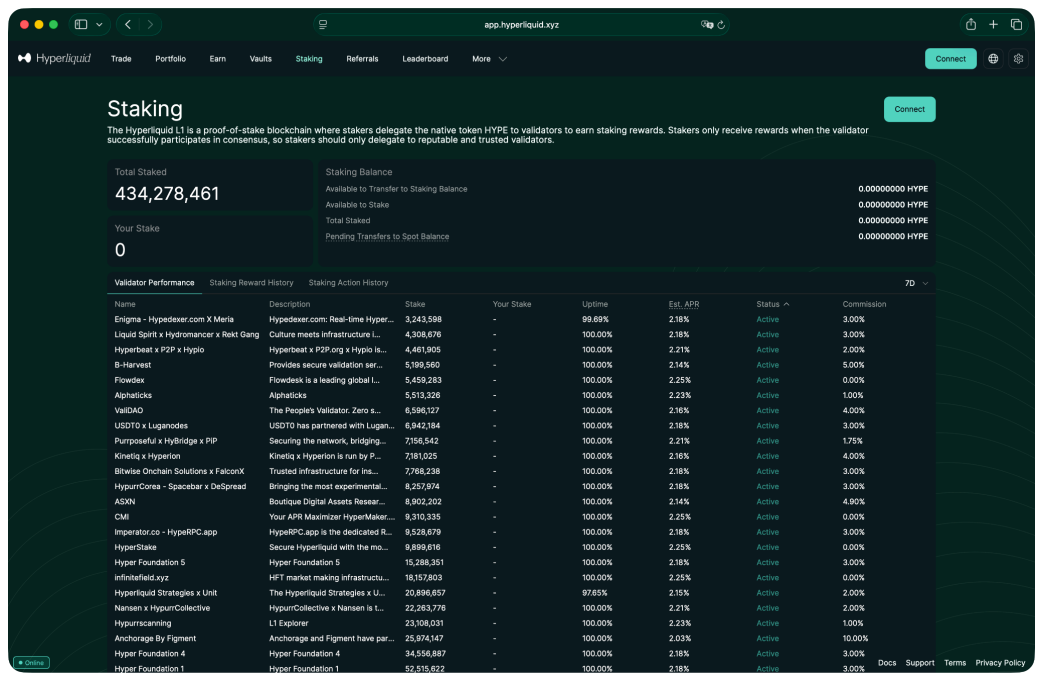 app.hyperliquid.xyz
Hyperliquid Trade Portfolio Earn Vaults Staking Referrals Leaderboard More Connect
Staking
Connect
The Hyperliquid L1 is a proof-of-stake blockchain where stakers delegate the native token HYPE to validators to earn staking rewards. Stakers only receive rewards when the validator
successfully participates in consensus, so stakers should only delegate to reputable and trusted validators.
Total Staked
434,278,461
Your Stake
0
Staking Balance
Available to Transfer to Staking Balance 0.00000000 HYPE
Available to Stake 0.00000000 HYPE
Total Staked 0.00000000 HYPE
Pending Transfers to Spot Balance 0.00000000 HYPE
Validator Performance Staking Reward History Staking Action History 7D
Name Description Stake Your Stake Uptime Est. APR Status Commission
Enigma - Hypedexer.com X Meria Hypedexer.com: Real-time Hyper... 3,243,598 - 99.69% 2.18% Active 3.00%
Liquid Spirit x Hydromancer x Rekt Gang Culture meets infrastructure i... 4,308,676 - 100.00% 2.18% Active 3.00%
Hyperbeat x P2P x Hypio Hyperbeat x P2P.org x Hypio is... 4,461,905 - 100.00% 2.21% Active 2.00%
B-Harvest Provides secure validation ser... 5,199,560 - 100.00% 2.14% Active 5.00%
Flowdex Flowdesk is a leading global l... 5,459,283 - 100.00% 2.25% Active 0.00%
Alphaticks Alphaticks 5,513,326 - 100.00% 2.23% Active 1.00%
ValiDAO The People's Validator. Zero s... 6,596,127 - 100.00% 2.16% Active 4.00%
USDT0 x Luganodes USDT0 has partnered with Lugan... 6,942,184 - 100.00% 2.18% Active 3.00%
Purrposeful x HyBridge x PiP Securing the network, bridging... 7,156,542 - 100.00% 2.21% Active 1.75%
Kinetiq x Hyperion Kinetiq x Hyperion is run by P... 7,181,025 - 100.00% 2.16% Active 4.00%
Bitwise Onchain Solutions x FalconX Trusted infrastructure for ins... 7,768,238 - 100.00% 2.18% Active 3.00%
HypurrCorea - Spacebar x DeSpread Bringing the most experimental... 8,257,974 - 100.00% 2.18% Active 3.00%
ASXN Boutique Digital Assets Resear... 8,902,202 - 100.00% 2.14% Active 4.90%
CMI Your APR Maximizer HyperMaker.... 9,310,335 - 100.00% 2.25% Active 0.00%
Imperator.co - HypeRPC.app HypeRPC.app is the dedicated R... 9,528,679 - 100.00% 2.18% Active 3.00%
HyperStake Secure Hyperliquid with the mo... 9,899,616 - 100.00% 2.25% Active 0.00%
Hyper Foundation 5 Hyper Foundation 5 15,288,351 - 100.00% 2.18% Active 3.00%
infinitefield.xyz HFT market making infrastructu... 18,157,803 - 100.00% 2.25% Active 0.00%
Hyperliquid Strategies x Unit The Hyperliquid Strategies x U... 20,896,657 - 97.65% 2.15% Active 2.00%
Nansen x HypurrCollective HypurrCollective x Nansen is t... 22,263,776 - 100.00% 2.21% Active 2.00%
Hypurrscanning L1 Explorer 23,108,031 - 100.00% 2.23% Active 1.00%
Anchorage By Figment Anchorage and Figment have par... 25,974,147 - 100.00% 2.03% Active 10.00%
Hyper Foundation 4 Hyper Foundation 4 34,556,887 - 100.00% 2.18% Active 3.00%
Hyper Foundation 1 Hyper Foundation 1 52,515,622 - 100.00% 2.18% Active 3.00%
Online Docs Support Terms Privacy Policy